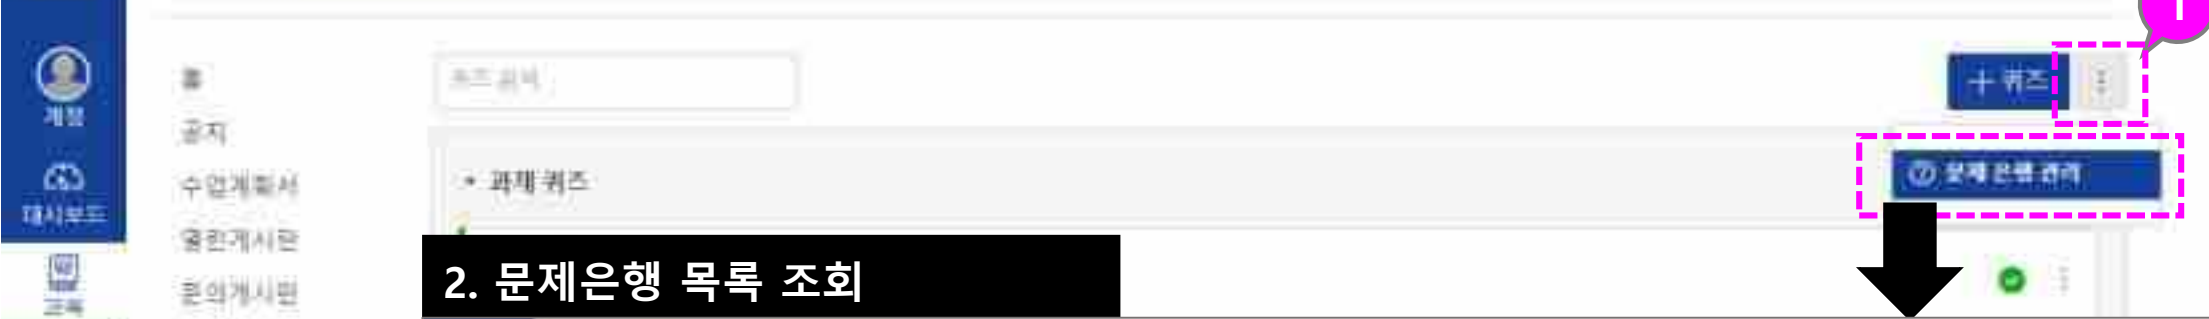 1
계정
홈
퀴즈 검색
+ 퀴즈
공지
수업계획서
• 과제 퀴즈
문제 은행 관리
대시보드
열린게시판
문의게시판
2. 문제은행 목록 조회
과목